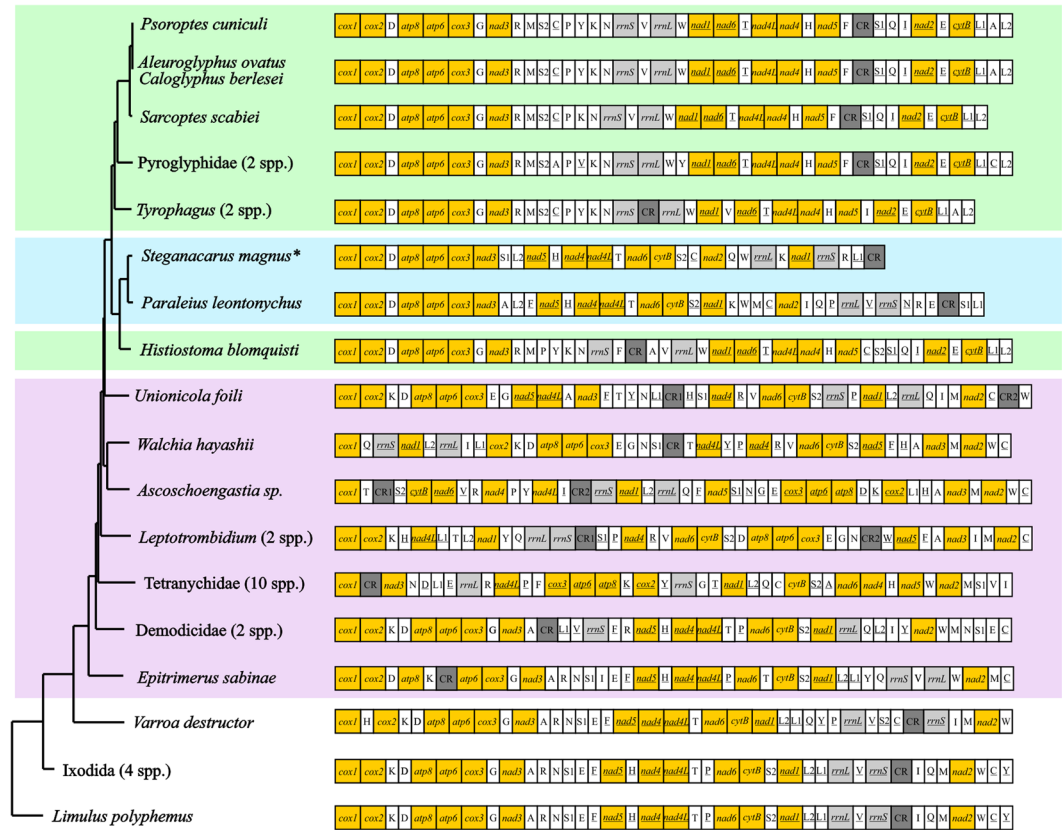 Psoroptes cuniculi cox1 cox2 D atp8 atp6 cox3 G nad3 R M S2 C P Y K N rrnS V rrnL W nad1 nad6 T nad4L nad4 H nad5 F CR S1 Q I nad2 E cytB L1 A L2
Aleuroglyphus ovatus
Caloglyphus berlesei cox1 cox2 D atp8 atp6 cox3 G nad3 R M S2 C P Y K N rrnS V rrnL W nad1 nad6 T nad4L nad4 H nad5 F CR S1 Q I nad2 E cytB L1 A L2
Sarcoptes scabiei cox1 cox2 D atp8 atp6 cox3 G nad3 R M S2 C P K N rrnS V rrnL W nad1 nad6 T nad4L nad4 H nad5 F CR S1 Q I nad2 E cytB L1 L2
Pyroglyphidae (2 spp.) cox1 cox2 D atp8 atp6 cox3 G nad3 R M S2 A P V K N rrnS rrnL W Y nad1 nad6 T nad4L nad4 H nad5 F CR S1 Q I nad2 E cytB L1 C L2
Tyrophagus (2 spp.) cox1 cox2 D atp8 atp6 cox3 G nad3 R M S2 C P Y K N rrnS CR rrnL W nad1 V nad6 T nad4L nad4 H nad5 I nad2 E cytB L1 A L2
Steganacarus magnus* cox1 cox2 D atp8 atp6 cox3 nad3 S1 L2 nad5 H nad4 nad4L T nad6 cytB S2 C nad2 Q W rrnL K nad1 rrnS R L1 CR
Paraleius leontonychus cox1 cox2 D atp8 atp6 cox3 G nad3 A L2 F nad5 H nad4 nad4L T nad6 cytB S2 nad1 K W M C nad2 I Q P rrnL V rrnS N R E CR S1 L1
Histiostoma blomquisti cox1 cox2 D atp8 atp6 cox3 G nad3 R M P Y K N rrnS F CR A V rrnL W nad1 nad6 T nad4L nad4 H nad5 C S2 S1 Q I nad2 E cytB L1 L2
Unionicola foili cox1 cox2 K D atp8 atp6 cox3 E G nad5 nad4L A nad3 F T Y N L1 CR1 H S1 nad4 R V nad6 cytB S2 rrnS P nad1 L2 rrnL Q I M nad2 C CR2 W
Walchia hayashii cox1 Q rrnS nad1 L2 rrnL I L1 cox2 K D atp8 atp6 cox3 E G N S1 CR T nad4L Y P nad4 R V nad6 cytB S2 nad5 F H A nad3 M nad2 W C
Ascoschoengastia sp. cox1 T CR1 S2 cytB nad6 V R nad4 P Y nad4L I CR2 rrnS nad1 L2 rrnL Q F nad5 S1 N G E cox3 atp6 atp8 D K cox2 L1 H A nad3 M nad2 W C
Leptotrombidium (2 spp.) cox1 cox2 K H nad4L L1 T L2 nad1 Y Q rrnL rrnS CR1 S1 P nad4 R V nad6 cytB S2 D atp8 atp6 cox3 E G N CR2 W nad5 F A nad3 I M nad2 C
Tetranychidae (10 spp.) cox1 CR nad3 N D L1 E rrnL R nad4L P F cox3 atp6 atp8 K cox2 Y rrnS G T nad1 L2 Q C cytB S2 A nad6 nad4 H nad5 W nad2 M S1 V I
Demodicidae (2 spp.) cox1 cox2 K D atp8 atp6 cox3 G nad3 A CR L1 V rrnS F R nad5 H nad4 nad4L T P nad6 cytB S2 nad1 rrnL Q L2 I Y nad2 W M N S1 E C
Epitrimerus sabinae cox1 cox2 D atp8 K CR atp6 cox3 G nad3 A R N S1 I E F nad5 H nad4 nad4L P nad6 T cytB S2 nad1 L2 L1 Y Q rrnS V rrnL W nad2 M C
Varroa destructor cox1 H cox2 K D atp8 atp6 cox3 G nad3 A R N S1 E F nad5 nad4 nad4L T nad6 cytB nad1 L2 L1 Q Y P rrnL V S2 C CR rrnS I M nad2 W
Ixodida (4 spp.) cox1 cox2 K D atp8 atp6 cox3 G nad3 A R N S1 E F nad5 H nad4 nad4L T P nad6 cytB S2 nad1 L2 L1 rrnL V rrnS CR I Q M nad2 W C Y
Limulus polyphemus cox1 cox2 K D atp8 atp6 cox3 G nad3 A R N S1 E F nad5 H nad4 nad4L T P nad6 cytB S2 nad1 L2 L1 rrnL V rrnS CR I Q M nad2 W C Y